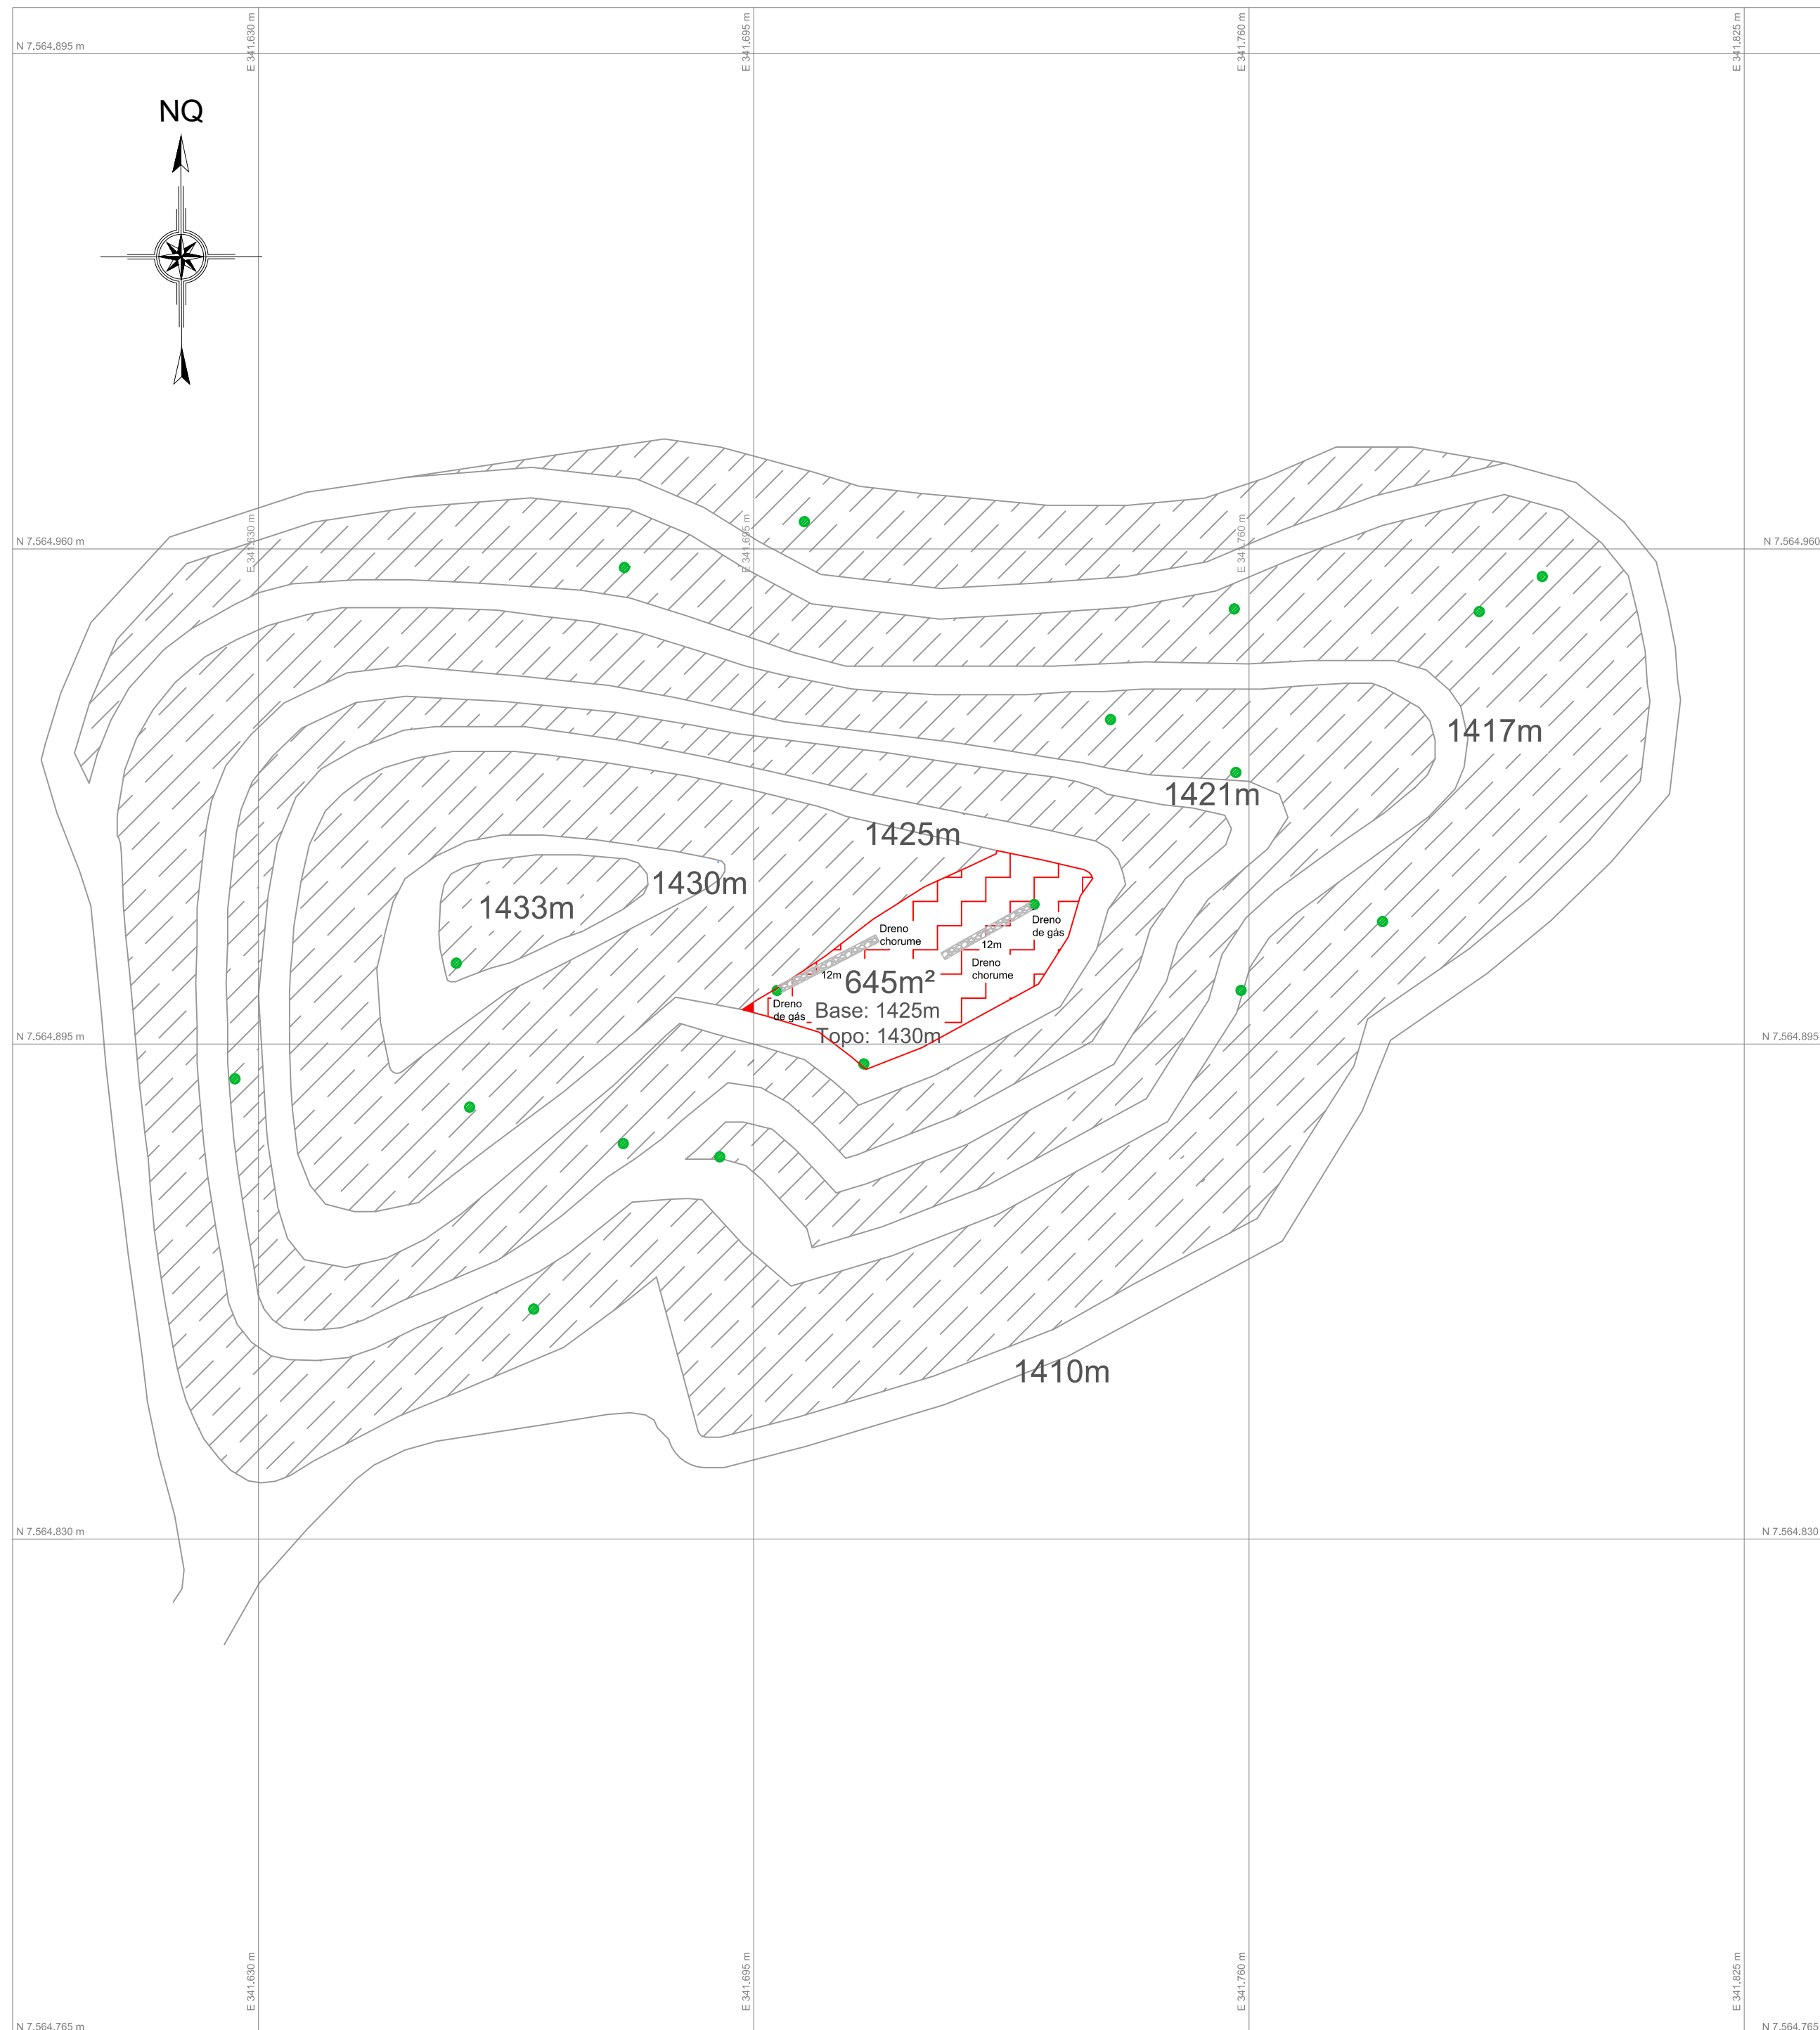 E 341.630 m
E 341.695 m
E 341.760 m
E 341.825 m
N 7.564.895 m
NQ
E 341.630 m
E 341.695 m
E 341.760 m
N 7.564.960 m
N 7.564.960
1417m
1421m
1425m
1430m
1433m
Dreno
chorume
Dreno
de gás
12m
Dreno
chorume
12m
645m²
Dreno
de gás
Base: 1425m
Topo: 1430m
N 7.564.895 m
N 7.564.895
1410m
N 7.564.830 m
N 7.564.830
E 341.630 m
E 341.695 m
E 341.760 m
E 341.825 m
N 7.564.765 m
N 7.564.765